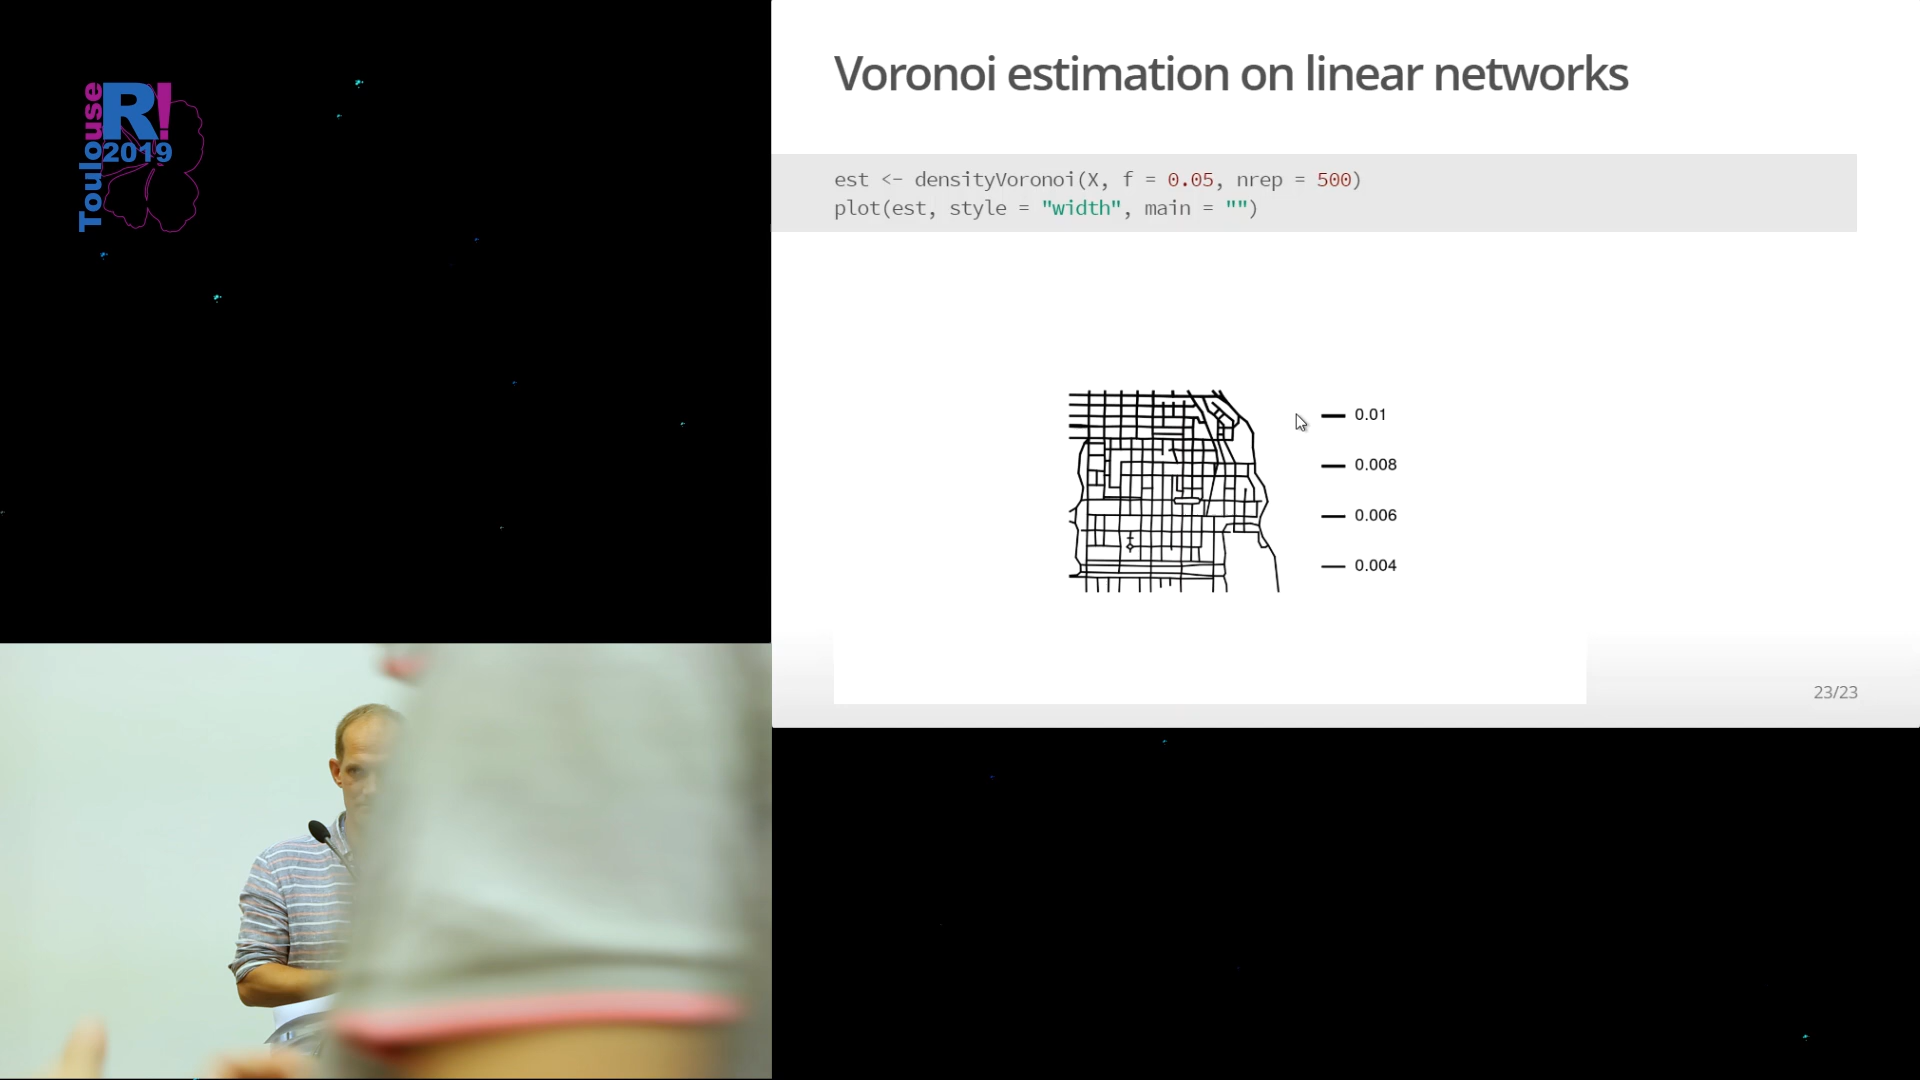 Toulouse
R!
2019
Voronoi estimation on linear networks
est <- densityVoronoi(X, f = 0.05, nrep = 500)
plot(est, style = "width", main = "")
0.01
0.008
0.006
0.004
23/23